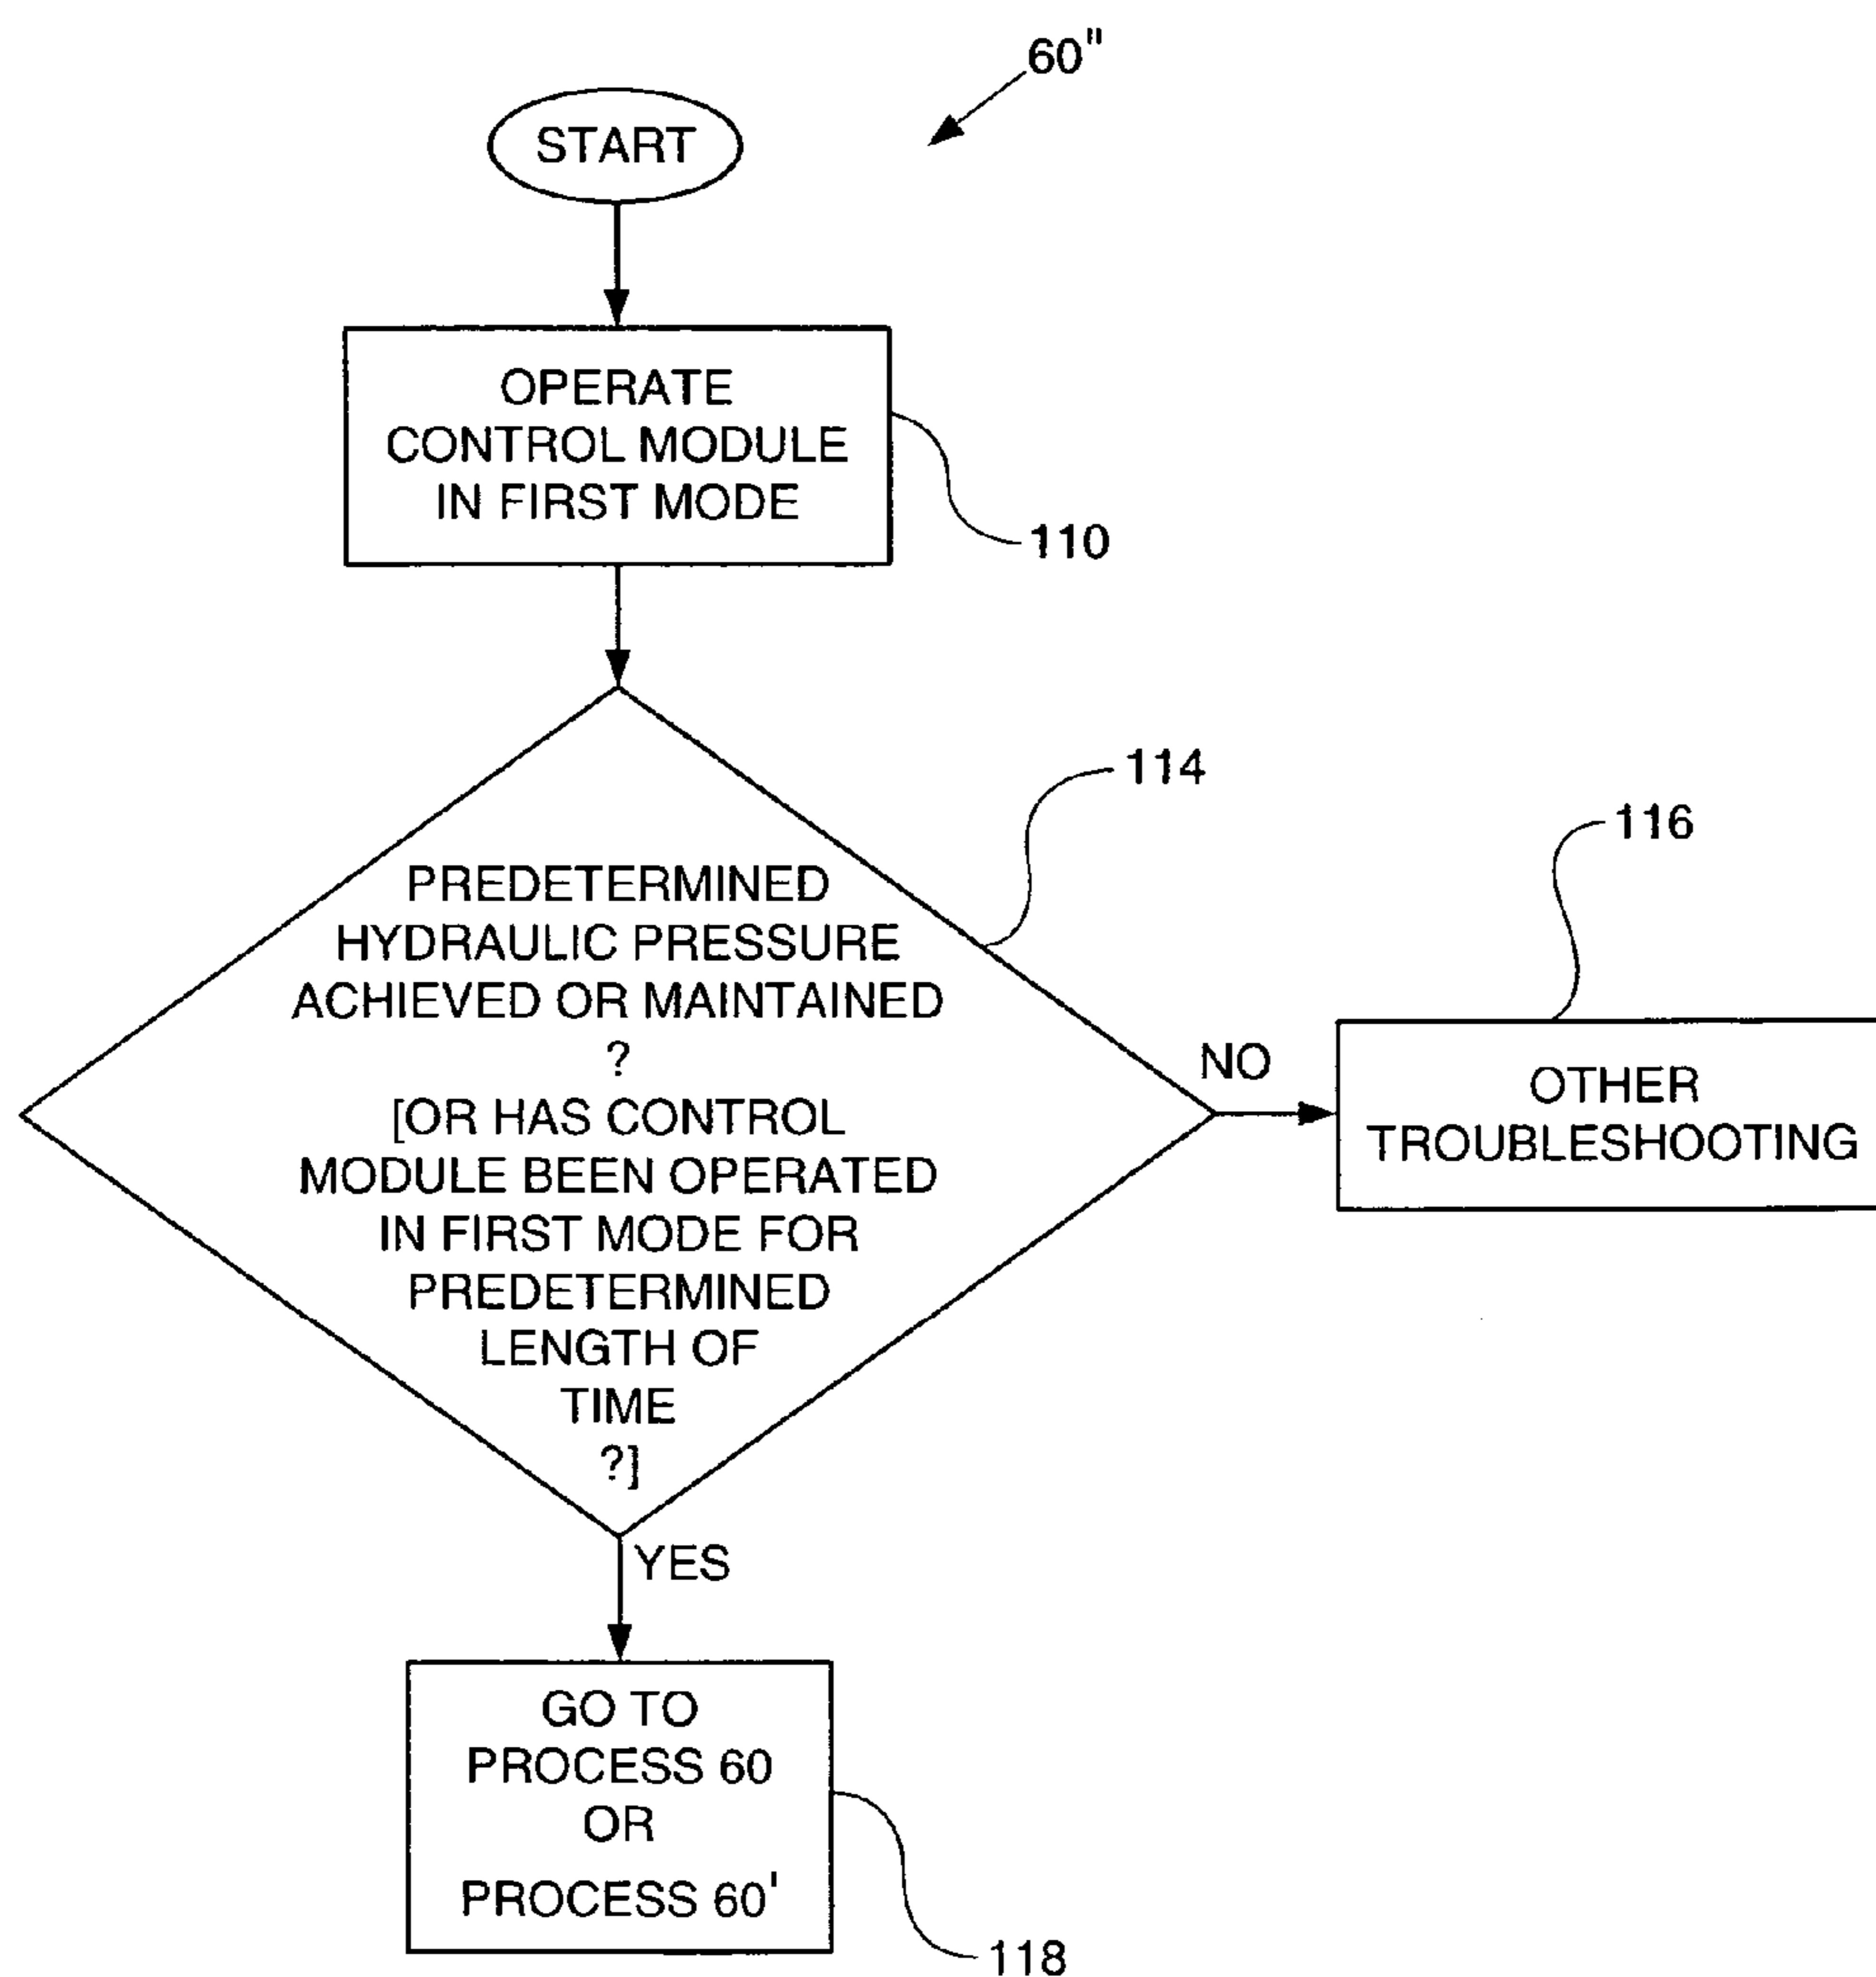 60"
START
OPERATE
CONTROL MODULE
IN FIRST MODE
110
114
116
PREDETERMINED
HYDRAULIC PRESSURE
ACHIEVED OR MAINTAINED
?
[OR HAS CONTROL
MODULE BEEN OPERATED
IN FIRST MODE FOR
PREDETERMINED
LENGTH OF
TIME
?]
NO
OTHER
TROUBLESHOOTING
YES
GO TO
PROCESS 60
OR
PROCESS 60'
118